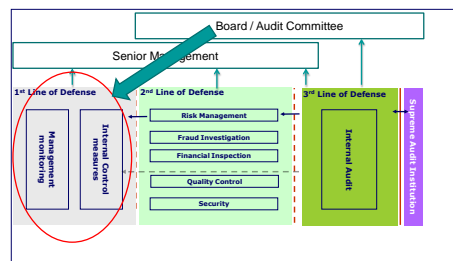 Board / Audit Committee
Senior Management
1st Line of Defense
2nd Line of Defense
3rd Line of Defense
Management
monitoring
Internal Control
measures
Risk Management
Fraud Investigation
Financial Inspection
Quality Control
Security
Internal Audit
Supreme Audit Institution